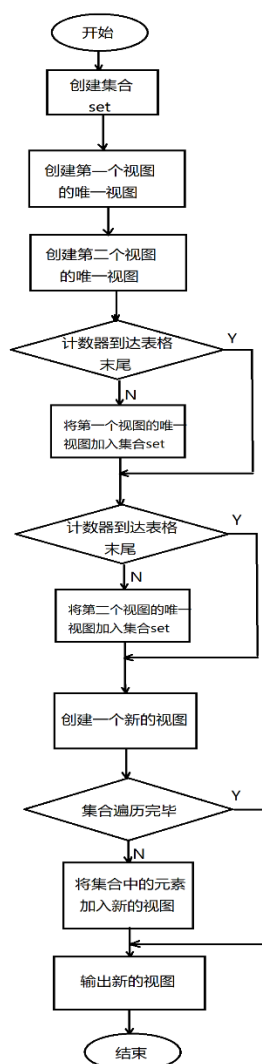 开始
创建集合
set
创建第一个视图
的唯一视图
创建第二个视图
的唯一视图
计数器到达表格
末尾
Y
N
将第一个视图的唯一
视图加入集合set
计数器到达表格
末尾
Y
N
将第二个视图的唯一
视图加入集合set
创建一个新的视图
集合遍历完毕
Y
N
将集合中的元素
加入新的视图
输出新的视图
结束